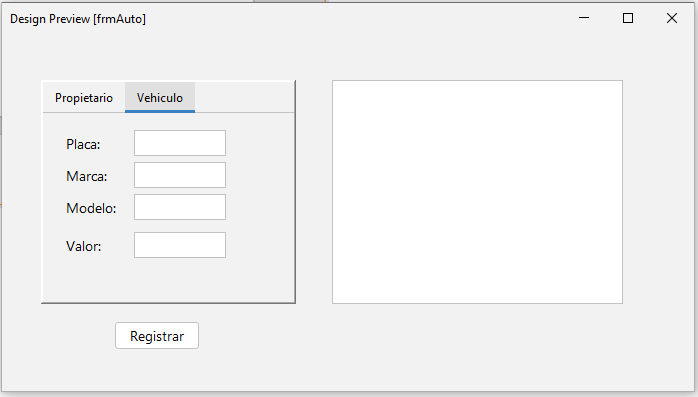 Design Preview [frmAuto]
Propietario Vehiculo
Placa:
Marca:
Modelo:
Valor:
Registrar